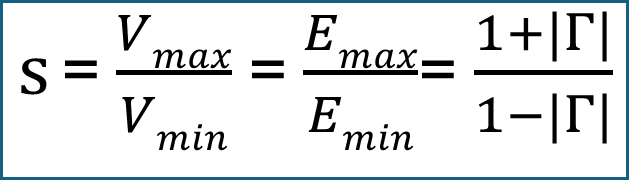 s = V_max/V_min = E_max/E_min = 1+|Γ|/1−|Γ|